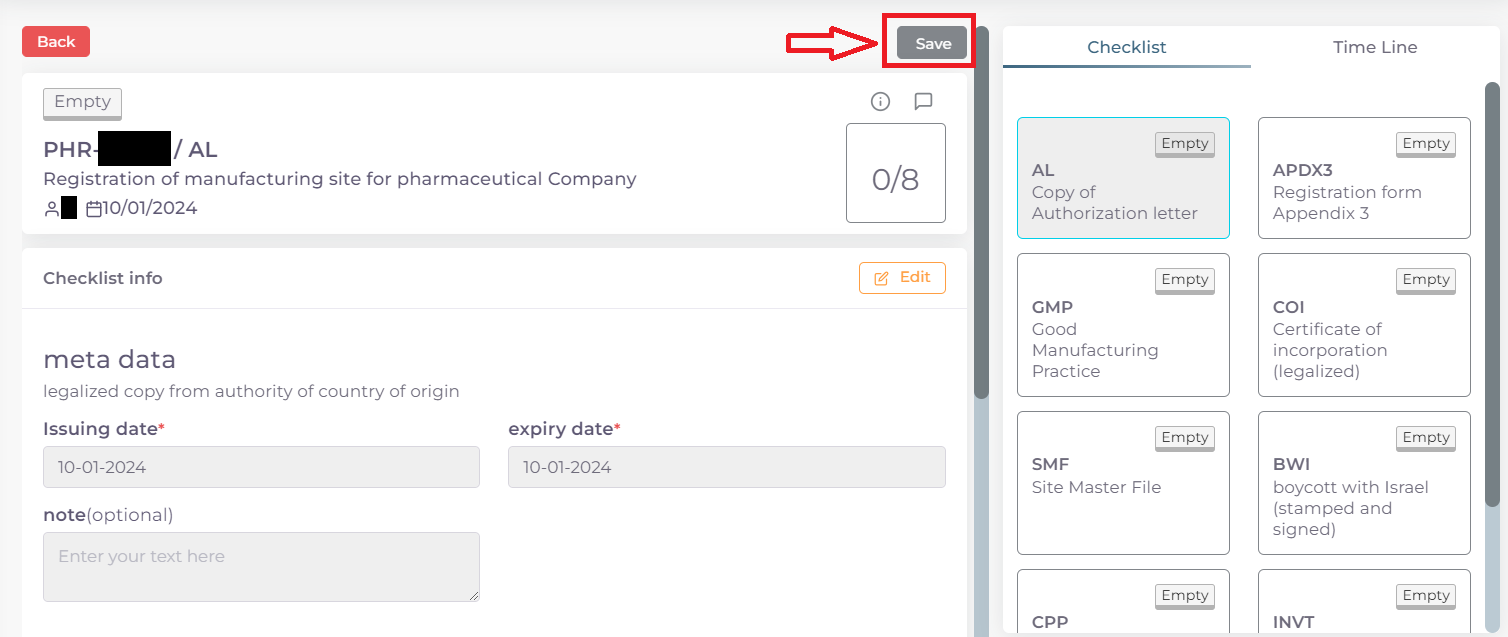 Back
Save
Empty
PHR- / AL
Registration of manufacturing site for pharmaceutical Company
10/01/2024
0/8
Checklist info
Edit
meta data
legalized copy from authority of country of origin
Issuing date*
expiry date*
10-01-2024
10-01-2024
note(optional)
Enter your text here
Checklist
Time Line
Empty
AL
Copy of
Authorization letter
Empty
APDX3
Registration form
Appendix 3
Empty
GMP
Good
Manufacturing
Practice
Empty
COI
Certificate of
incorporation
(legalized)
Empty
SMF
Site Master File
Empty
BWI
boycott with Israel
(stamped and
signed)
Empty
CPP
Empty
INVT